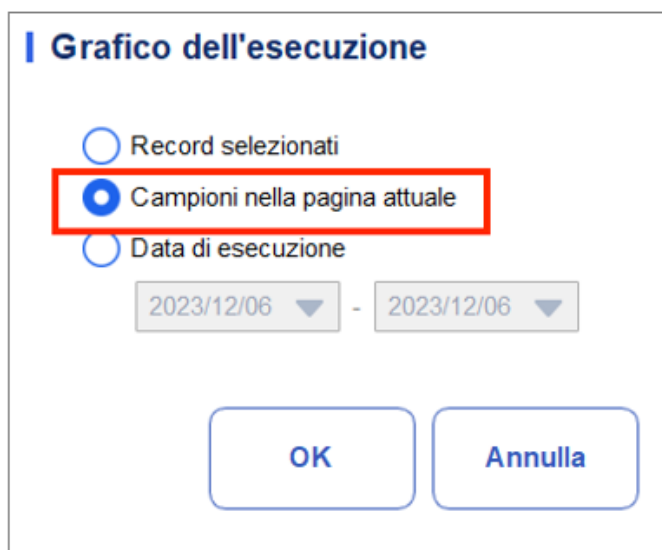 Grafico dell'esecuzione
Record selezionati
Campioni nella pagina attuale
Data di esecuzione
2023/12/06 - 2023/12/06
OK Annulla